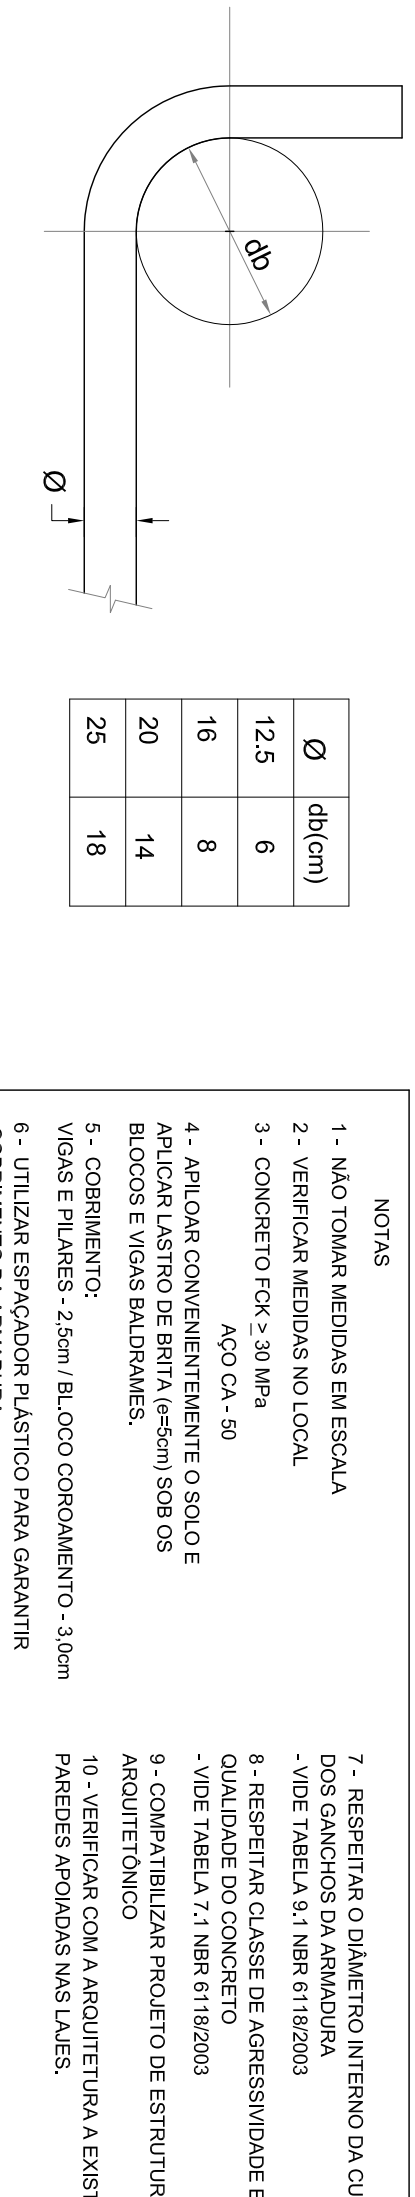 db
Ø
Ø db(cm)
12.5 6
16 8
20 14
25 18
NOTAS
1 - NÃO TOMAR MEDIDAS EM ESCALA
2 - VERIFICAR MEDIDAS NO LOCAL
3 - CONCRETO FCK ≥ 30 MPa
AÇO CA - 50
4 - APILOAR CONVENIENTEMENTE O SOLO E
APLICAR LASTRO DE BRITA (e=5cm) SOB OS
BLOCOS E VIGAS BALDRAMES.
5 - COBRIMENTO:
VIGAS E PILARES - 2,5cm / BL.OCO COROAMENTO - 3,0cm
6 - UTILIZAR ESPAÇADOR PLÁSTICO PARA GARANTIR
7 - RESPEITAR O DIÂMETRO INTERNO DA CU
DOS GANCHOS DA ARMADURA
- VIDE TABELA 9.1 NBR 6118/2003
8 - RESPEITAR CLASSE DE AGRESSIVIDADE E
QUALIDADE DO CONCRETO
- VIDE TABELA 7.1 NBR 6118/2003
9 - COMPATIBILIZAR PROJETO DE ESTRUTUR
ARQUITETÔNICO
10 - VERIFICAR COM A ARQUITETURA A EXIST
PAREDES APOIADAS NAS LAJES.